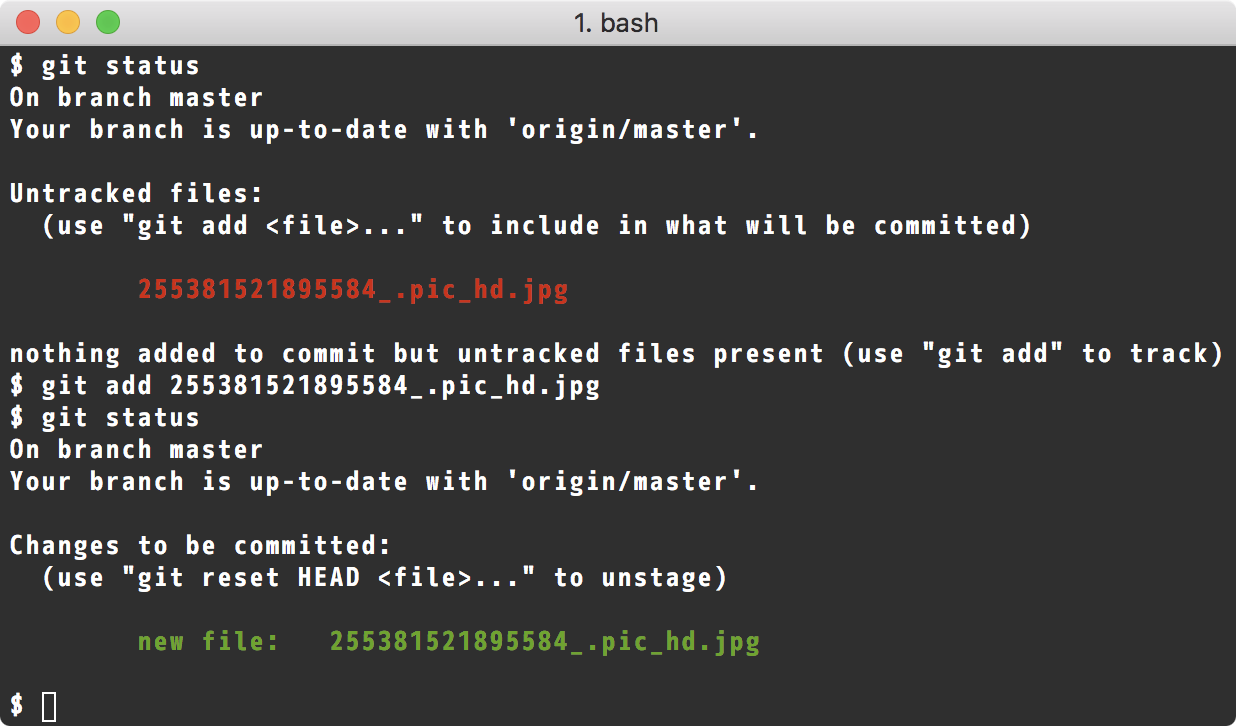 1. bash
$ git status
On branch master
Your branch is up-to-date with 'origin/master'.
Untracked files:
  (use "git add <file>..." to include in what will be committed)
        255381521895584_.pic_hd.jpg
nothing added to commit but untracked files present (use "git add" to track)
$ git add 255381521895584_.pic_hd.jpg
$ git status
On branch master
Your branch is up-to-date with 'origin/master'.
Changes to be committed:
  (use "git reset HEAD <file>..." to unstage)
        new file:   255381521895584_.pic_hd.jpg
$